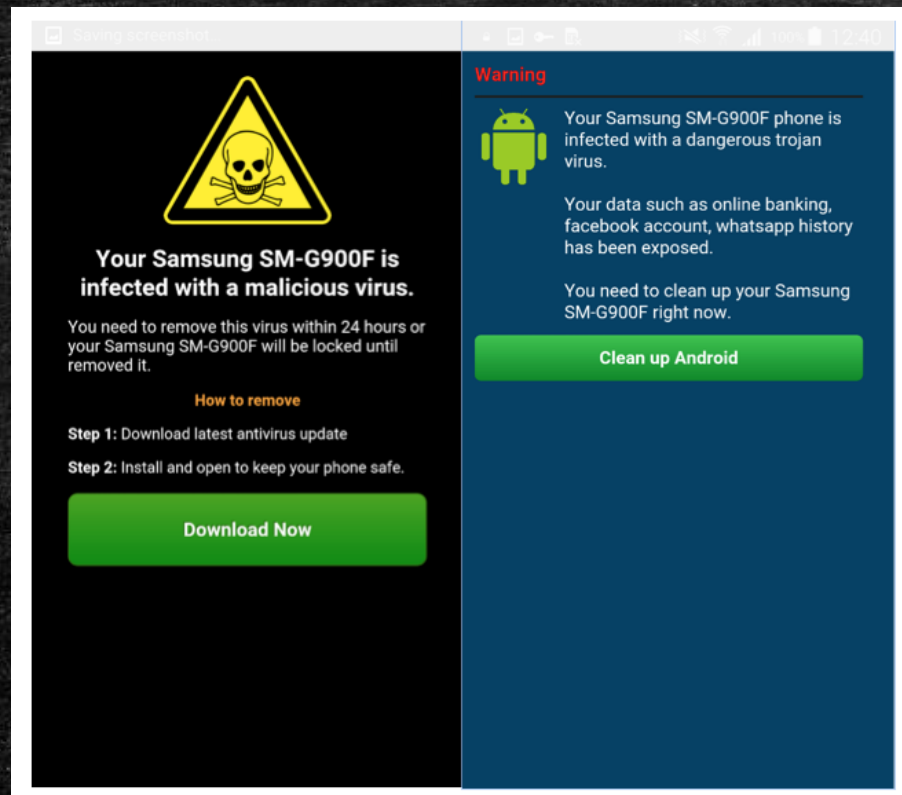 Saving screenshot...
Your Samsung SM-G900F is
infected with a malicious virus.
You need to remove this virus within 24 hours or
your Samsung SM-G900F will be locked until
removed it.
How to remove
Step 1: Download latest antivirus update
Step 2: Install and open to keep your phone safe.
Download Now
100% 12:40
Warning
Your Samsung SM-G900F phone is
infected with a dangerous trojan
virus.
Your data such as online banking,
facebook account, whatsapp history
has been exposed.
You need to clean up your Samsung
SM-G900F right now.
Clean up Android